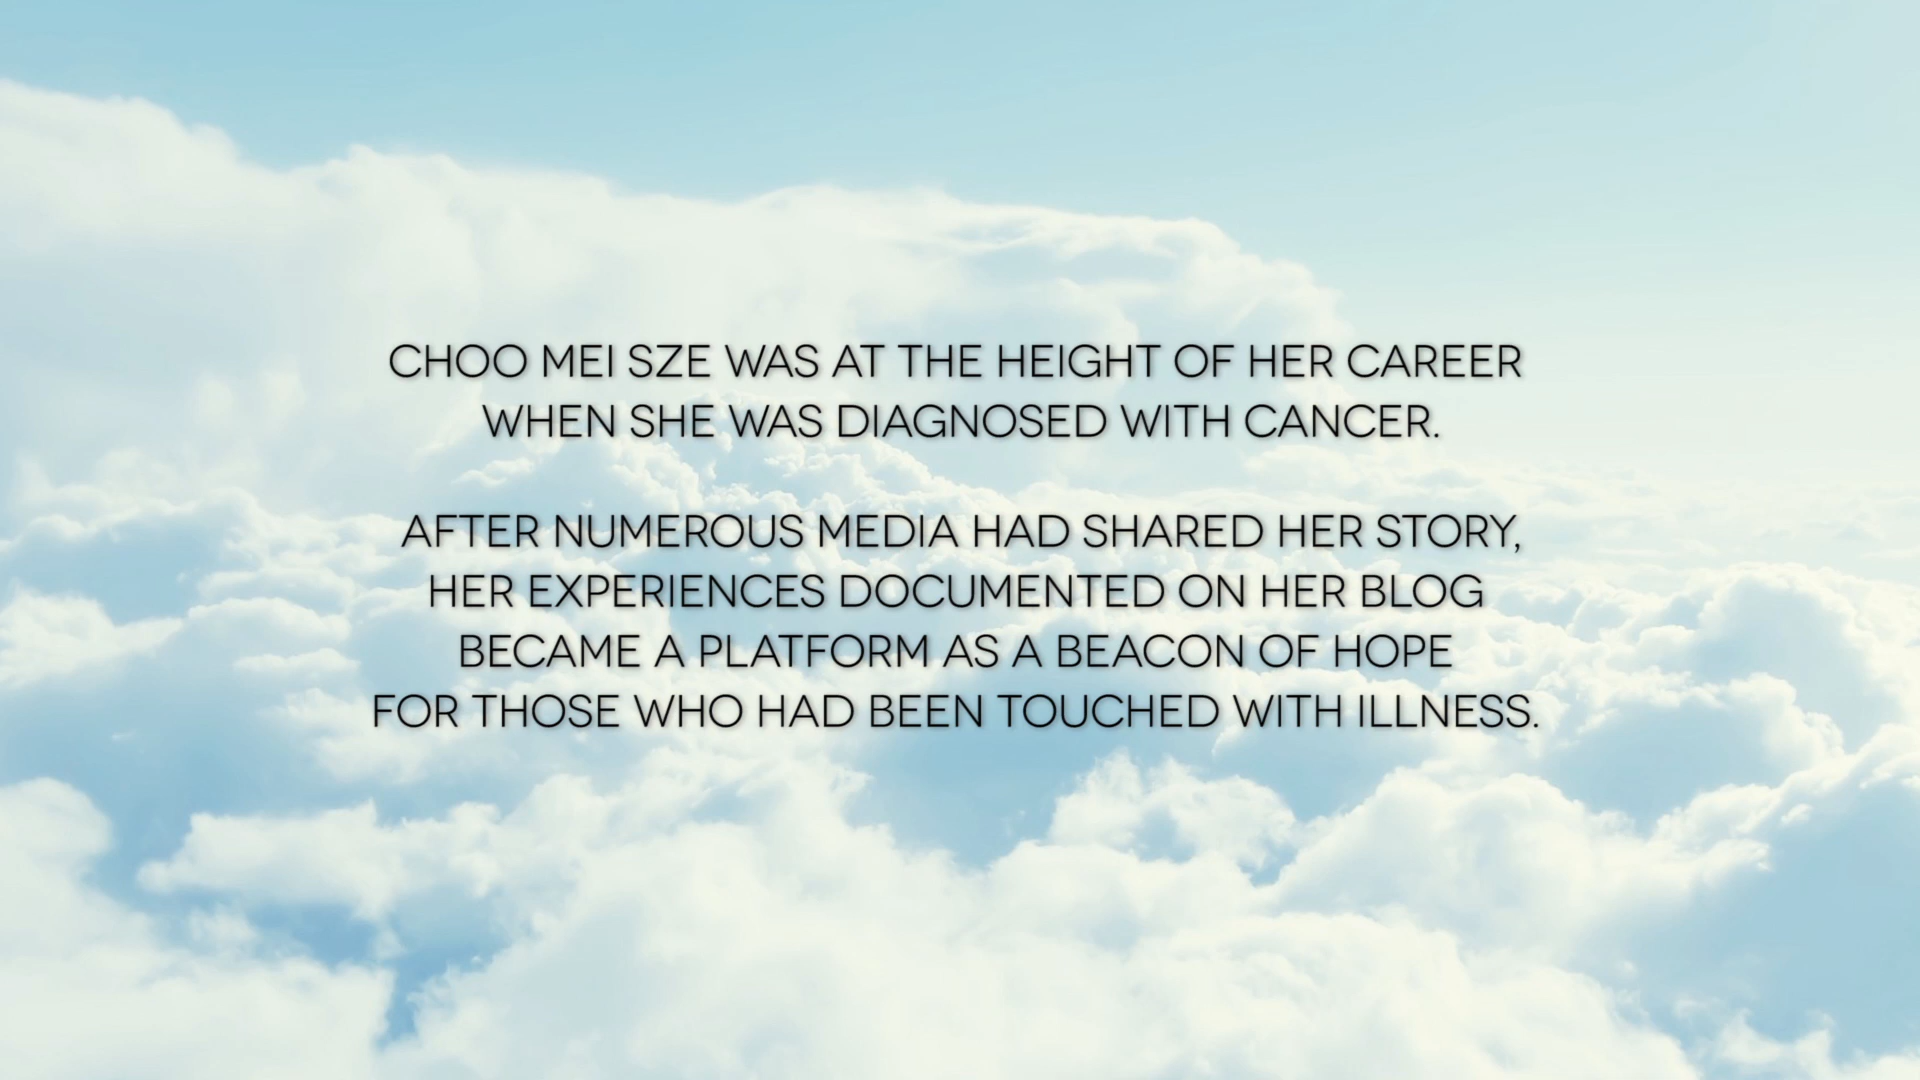 CHOO MEI SZE WAS AT THE HEIGHT OF HER CAREER
WHEN SHE WAS DIAGNOSED WITH CANCER.
AFTER NUMEROUS MEDIA HAD SHARED HER STORY,
HER EXPERIENCES DOCUMENTED ON HER BLOG
BECAME A PLATFORM AS A BEACON OF HOPE
FOR THOSE WHO HAD BEEN TOUCHED WITH ILLNESS.